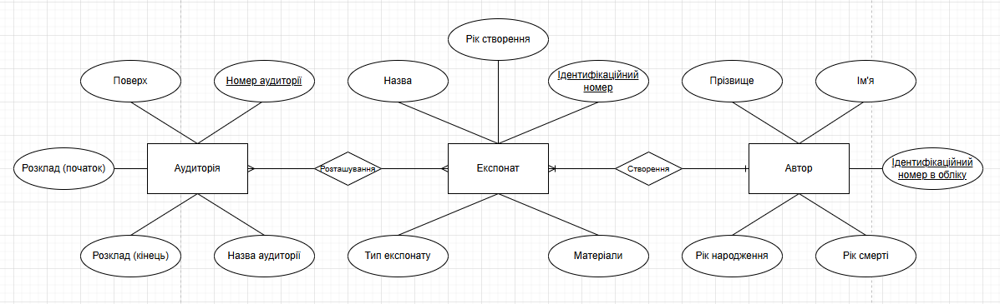 Рік створення
Поверх
Номер аудиторії
Назва
Ідентифікаційний
номер
Прізвище
Ім'я
Розклад (початок)
Аудиторія
Розташування
Експонат
Створення
Автор
Ідентифікаційний
номер в обліку
Розклад (кінець)
Назва аудиторії
Тип експонату
Матеріали
Рік народження
Рік смерті